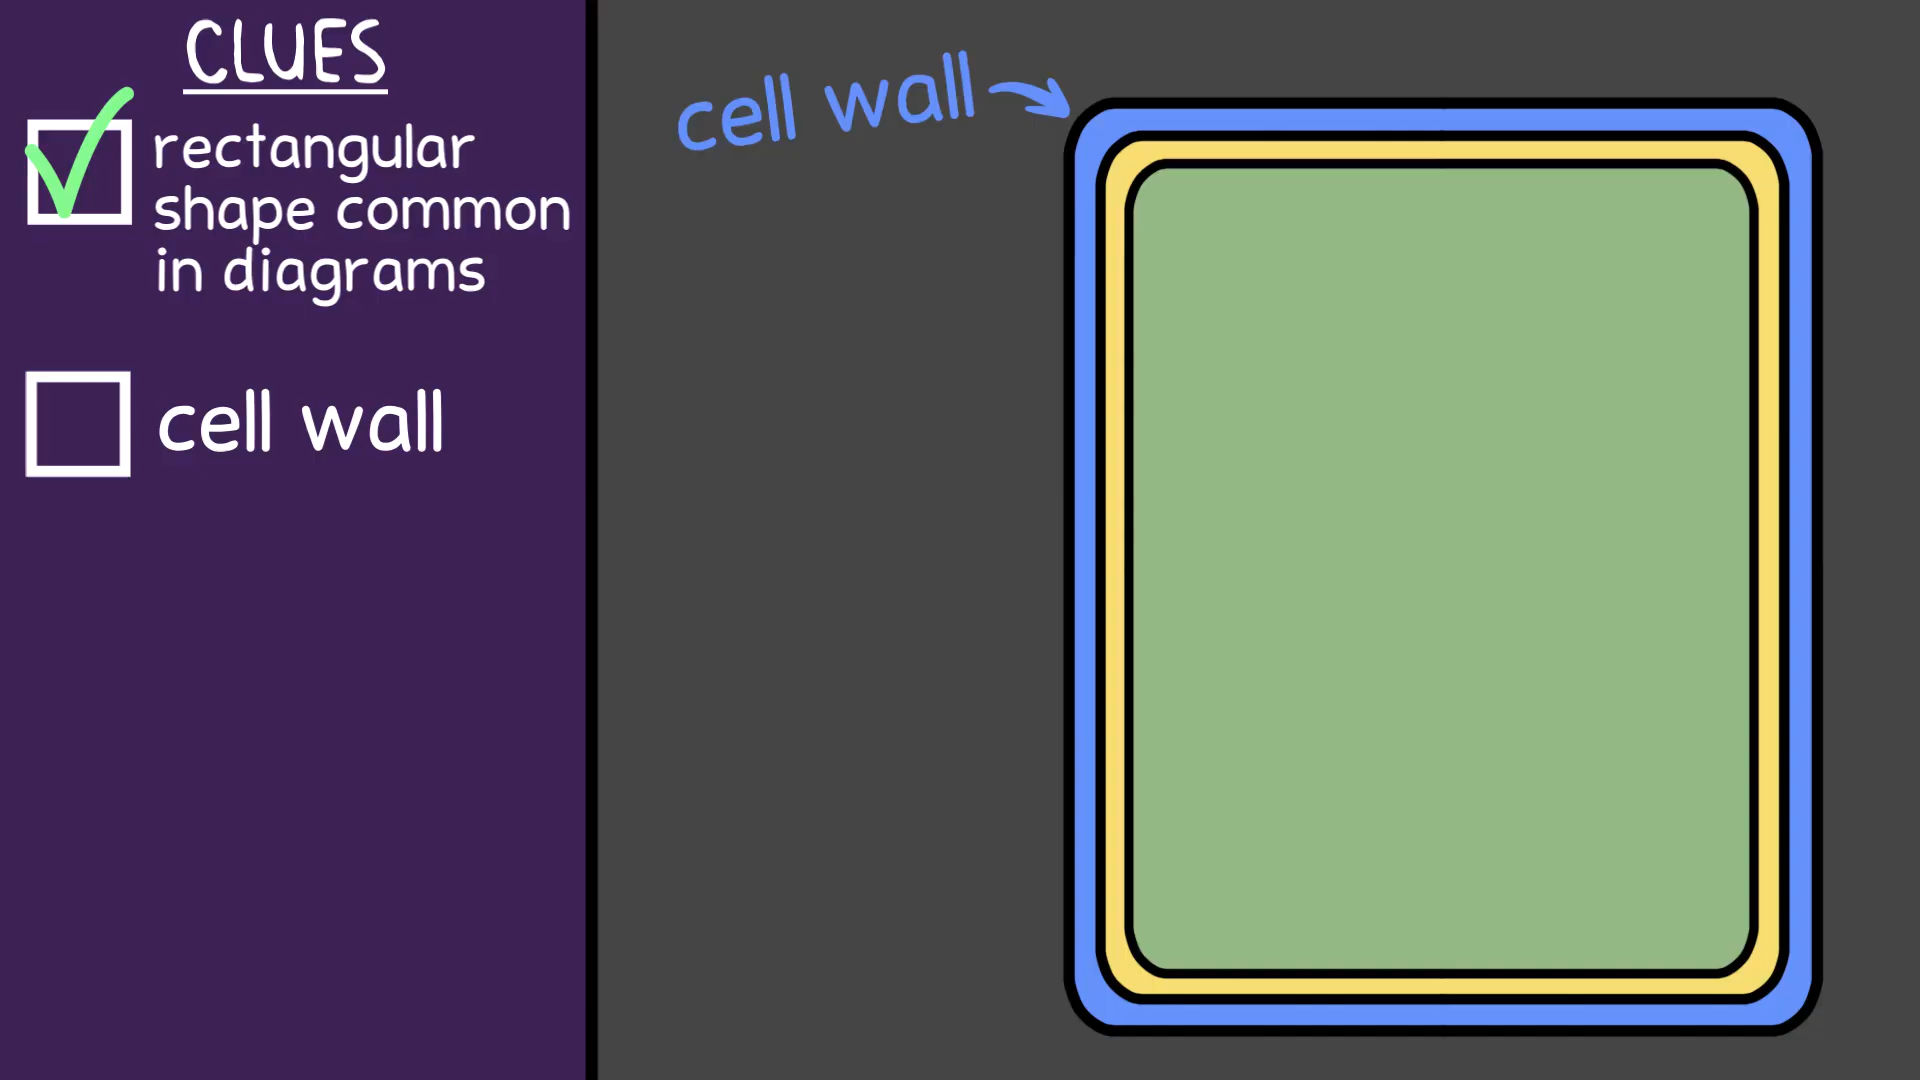 CLUES
rectangular
shape common
in diagrams
cell wall
cell wall